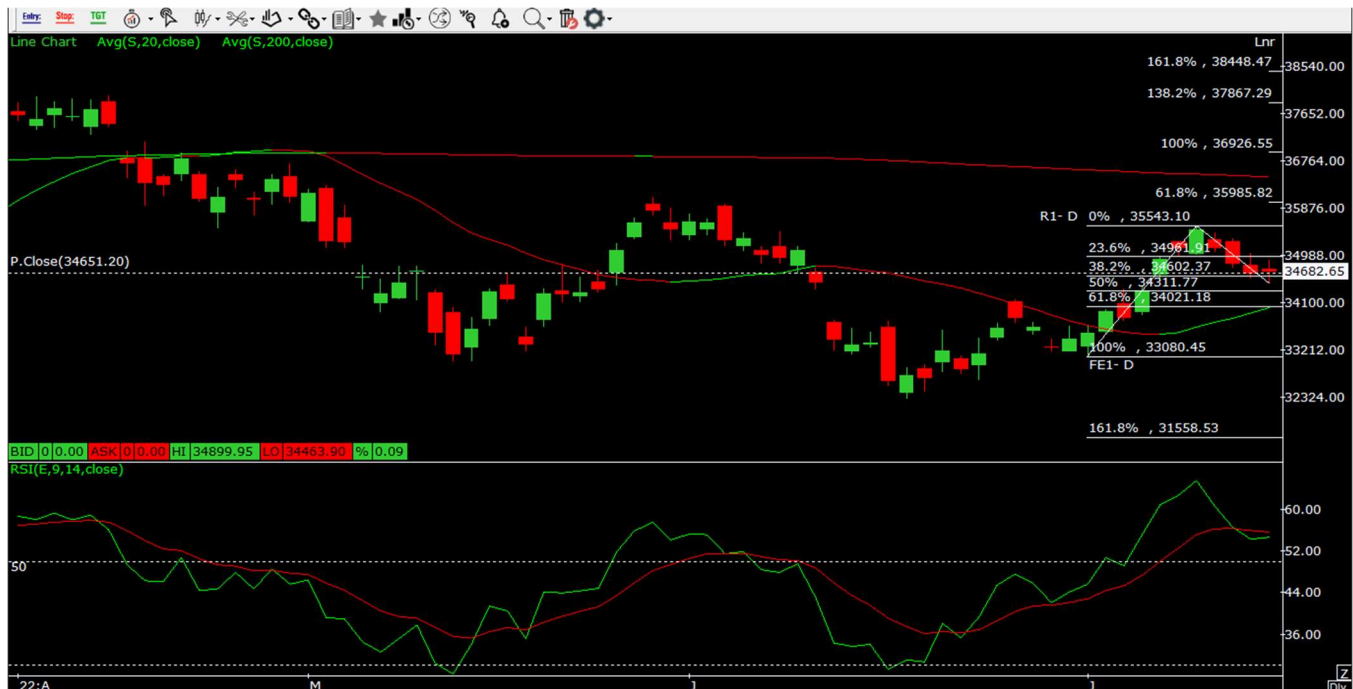 Entry: Stop: TGT
Line Chart Avg(S,20,close) Avg(S,200,close)
Lnr
161.8% , 38448.47
38540.00
138.2% , 37867.29
37652.00
100% , 36926.55
36764.00
61.8% , 35985.82
35876.00
R1- D 0% , 35543.10
23.6% , 34961.91
34988.00
P.Close(34651.20)
38.2% , 34602.37
34682.65
50% , 34311.77
61.8% , 34021.18
34100.00
100% , 33080.45
33212.00
FE1- D
32324.00
161.8% , 31558.53
BID 0 0.00 ASK 0 0.00 HI 34899.95 LO 34463.90 % 0.09
RSI(E,9,14,close)
60.00
52.00
50
44.00
36.00
Z
22:A M J J
Dly